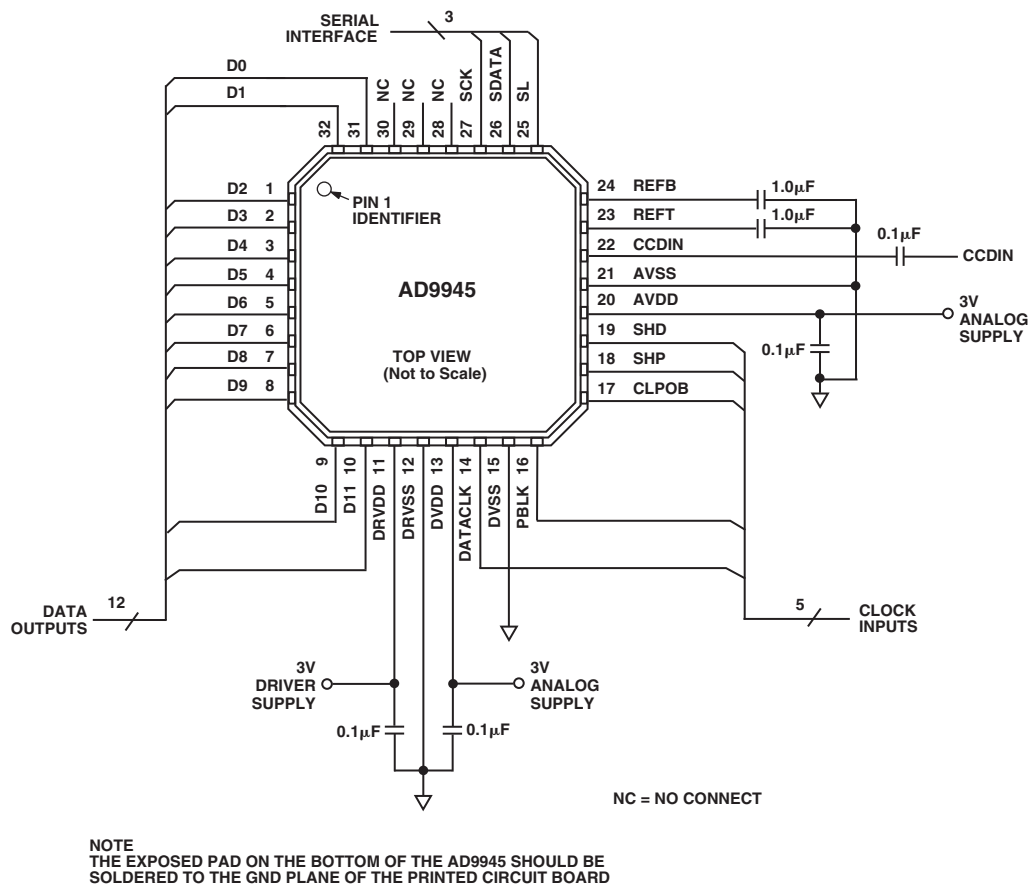 SERIAL
INTERFACE
3
D0
D1
NC
NC
NC
SCK
SDATA
SL
32
31
30
29
28
27
26
25
D2 1
D3 2
D4 3
D5 4
D6 5
D7 6
D8 7
D9 8
PIN 1
IDENTIFIER
AD9945
TOP VIEW
(Not to Scale)
24 REFB
23 REFT
22 CCDIN
21 AVSS
20 AVDD
19 SHD
18 SHP
17 CLPOB
1.0µF
1.0µF
0.1µF
CCDIN
3V
ANALOG
SUPPLY
0.1µF
D10 9
D11 10
DRVDD 11
DRVSS 12
DVDD 13
DATACLK 14
DVSS 15
PBLK 16
DATA
OUTPUTS
12
5
CLOCK
INPUTS
3V
DRIVER
SUPPLY
3V
ANALOG
SUPPLY
0.1µF
0.1µF
NC = NO CONNECT
NOTE
THE EXPOSED PAD ON THE BOTTOM OF THE AD9945 SHOULD BE
SOLDERED TO THE GND PLANE OF THE PRINTED CIRCUIT BOARD